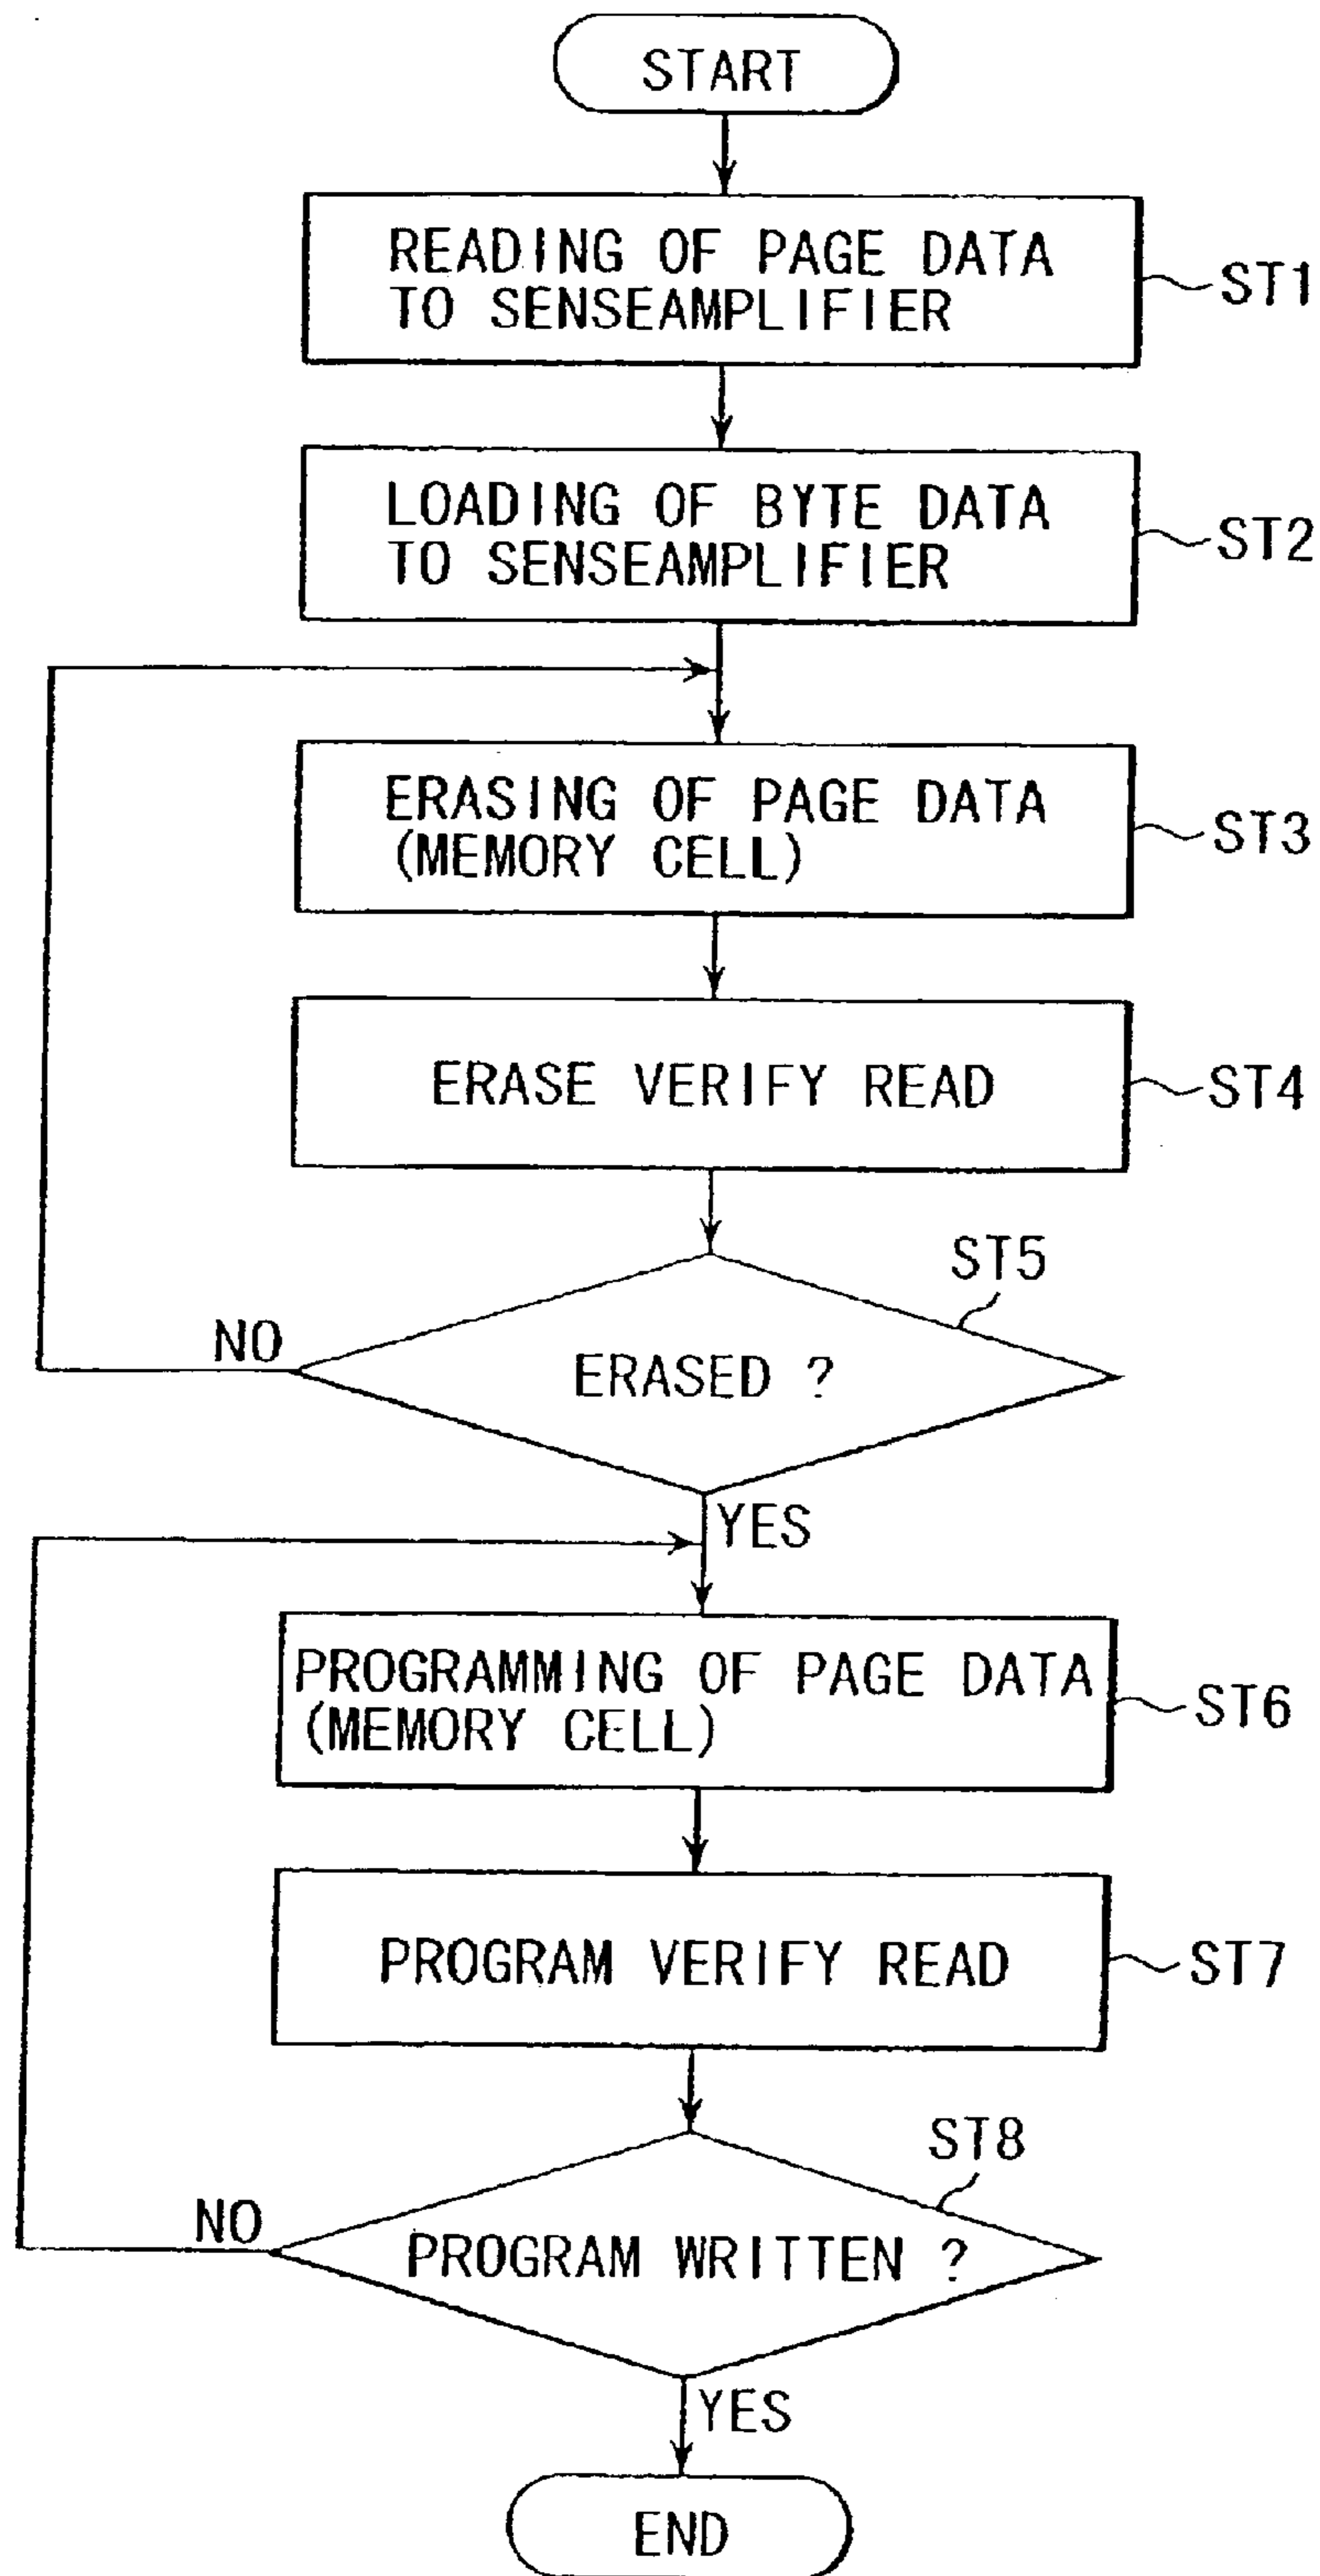 START
READING OF PAGE DATA
TO SENSEAMPLIFIER
ST1
LOADING OF BYTE DATA
TO SENSEAMPLIFIER
ST2
ERASING OF PAGE DATA
(MEMORY CELL)
ST3
ERASE VERIFY READ
ST4
ST5
NO
ERASED ?
YES
PROGRAMMING OF PAGE DATA
(MEMORY CELL)
ST6
PROGRAM VERIFY READ
ST7
ST8
NO
PROGRAM WRITTEN ?
YES
END